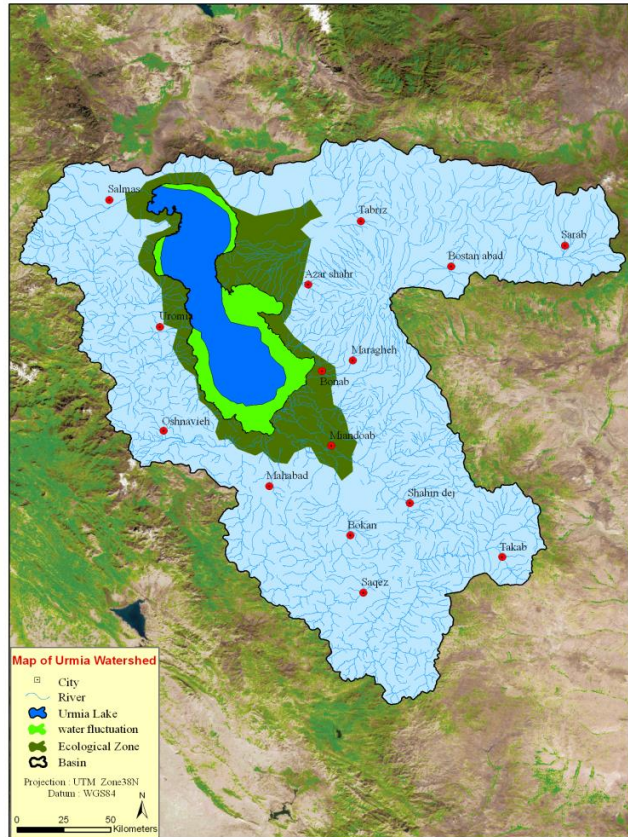 Salmas
Tabriz
Sarab
Bostan abad
Azar shahr
Uromia
Maragheh
Bonab
Oshnavieh
Miandoab
Mahabad
Shahin dej
Bokan
Takab
Saqez
Map of Urmia Watershed
City
River
Urmia Lake
water fluctuation
Ecological Zone
Basin
Projection : UTM_Zone38N
Datum : WGS84
N
0 25 50
Kilometers